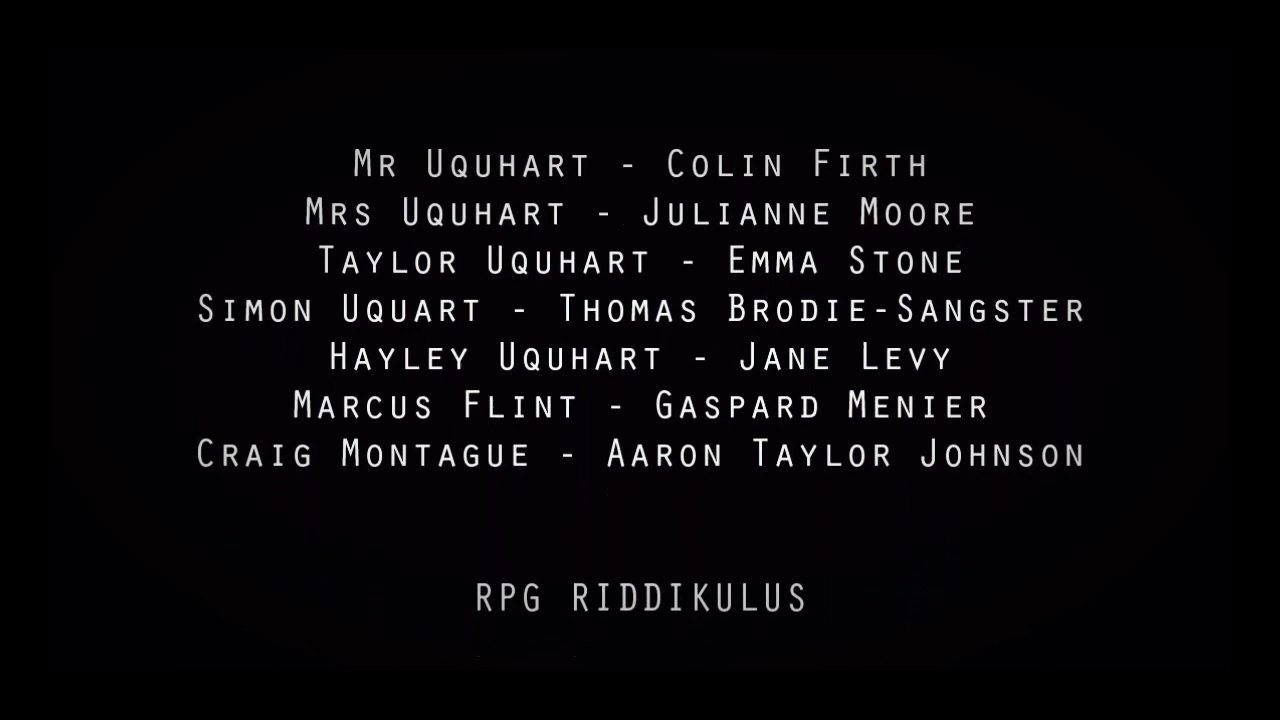 Mr Uquhart - Colin Firth
Mrs Uquhart - Julianne Moore
Taylor Uquhart - Emma Stone
Simon Uquart - Thomas Brodie-Sangster
Hayley Uquhart - Jane Levy
Marcus Flint - Gaspard Menier
Craig Montague - Aaron Taylor Johnson
RPG RIDDIKULUS